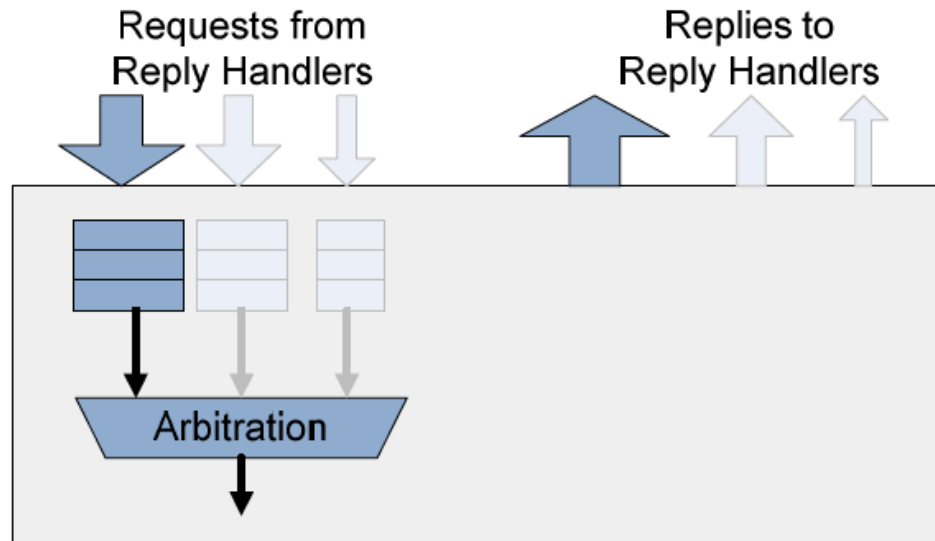 Requests from
Reply Handlers
Replies to
Reply Handlers
Arbitration